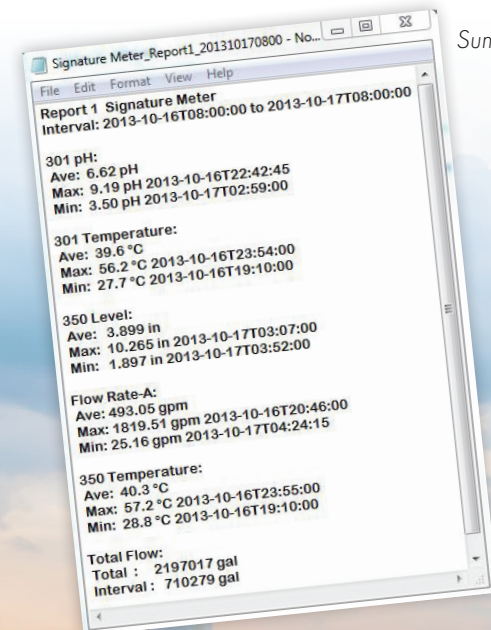 Signature Meter_Report1_201310170800 - No...
File Edit Format View Help
Report 1 Signature Meter
Interval: 2013-10-16T08:00:00 to 2013-10-17T08:00:00
301 pH:
Ave: 6.62 pH
Max: 9.19 pH 2013-10-16T22:42:45
Min: 3.50 pH 2013-10-17T02:59:00
301 Temperature:
Ave: 39.6 °C
Max: 56.2 °C 2013-10-16T23:54:00
Min: 27.7 °C 2013-10-16T19:10:00
350 Level:
Ave: 3.899 in
Max: 10.265 in 2013-10-17T03:07:00
Min: 1.897 in 2013-10-17T03:52:00
Flow Rate-A:
Ave: 493.05 gpm
Max: 1819.51 gpm 2013-10-16T20:46:00
Min: 25.16 gpm 2013-10-17T04:24:15
350 Temperature:
Ave: 40.3 °C
Max: 57.2 °C 2013-10-16T23:55:00
Min: 28.8 °C 2013-10-16T19:10:00
Total Flow:
Total : 2197017 gal
Interval : 710279 gal